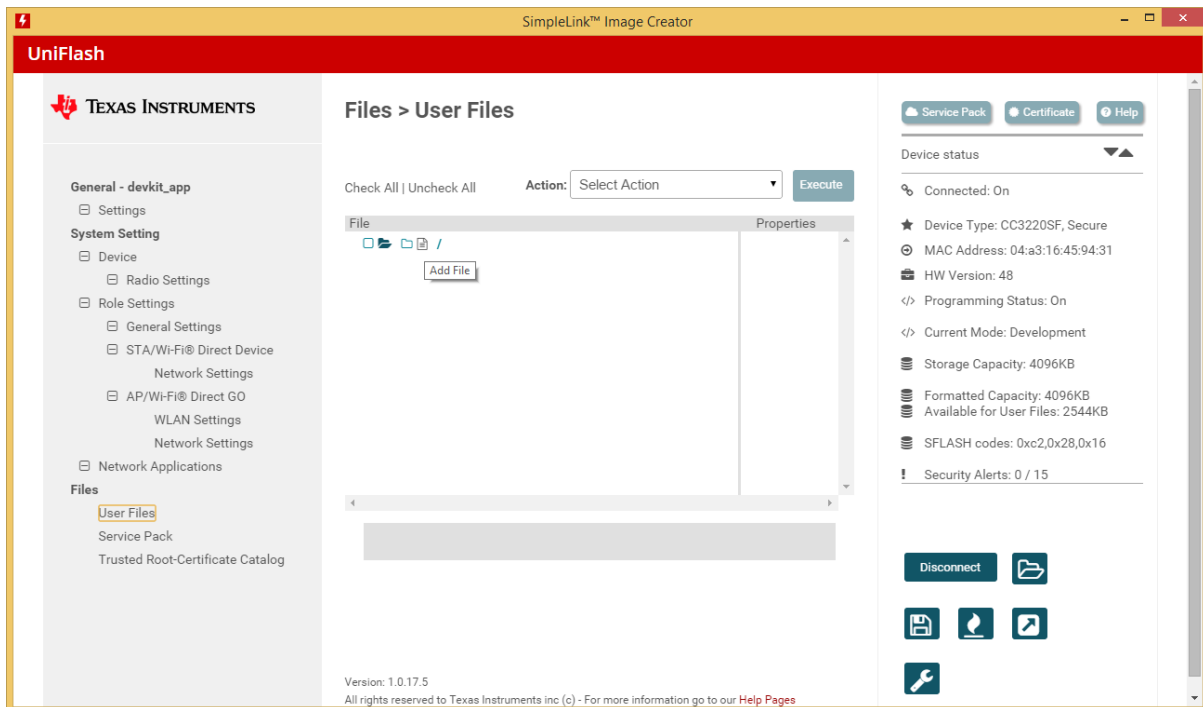 SimpleLink™ Image Creator
UniFlash
TEXAS INSTRUMENTS
General - devkit_app
Settings
System Setting
Device
Radio Settings
Role Settings
General Settings
STA/Wi-Fi® Direct Device
Network Settings
AP/Wi-Fi® Direct GO
WLAN Settings
Network Settings
Network Applications
Files
User Files
Service Pack
Trusted Root-Certificate Catalog
Files > User Files
Check All | Uncheck All Action: Select Action Execute
File Properties
/
Add File
Version: 1.0.17.5
All rights reserved to Texas Instruments inc (c) - For more information go to our Help Pages
Service Pack Certificate Help
Device status
Connected: On
Device Type: CC3220SF, Secure
MAC Address: 04:a3:16:45:94:31
HW Version: 48
</> Programming Status: On
</> Current Mode: Development
Storage Capacity: 4096KB
Formatted Capacity: 4096KB
Available for User Files: 2544KB
SFLASH codes: 0xc2,0x28,0x16
! Security Alerts: 0 / 15
Disconnect